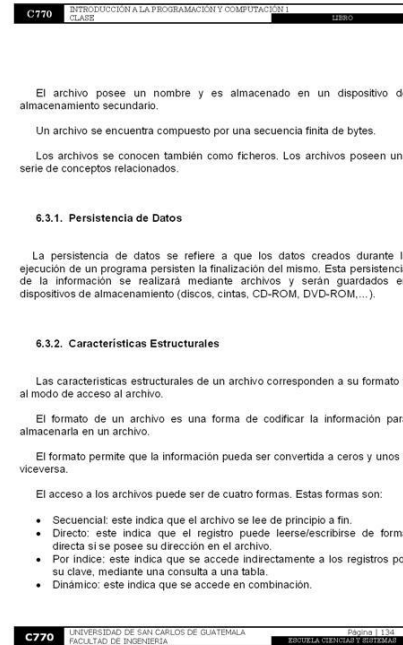 C770
INTRODUCCIÓN A LA PROGRAMACIÓN Y COMPUTACIÓN 1
CLASE
LIBRO
El archivo posee un nombre y es almacenado en un dispositivo d
almacenamiento secundario.
Un archivo se encuentra compuesto por una secuencia finita de bytes.
Los archivos se conocen también como ficheros. Los archivos poseen un
serie de conceptos relacionados.
6.3.1. Persistencia de Datos
La persistencia de datos se refiere a que los datos creados durante l
ejecución de un programa persisten la finalización del mismo. Esta persistenci
de la información se realizará mediante archivos y serán guardados e
dispositivos de almacenamiento (discos, cintas, CD-ROM, DVD-ROM,...).
6.3.2. Características Estructurales
Las caracteristicas estructurales de un archivo corresponden a su formato
al modo de acceso al archivo.
El formato de un archivo es una forma de codificar la información par
almacenarla en un archivo.
El formato permite que la información pueda ser convertida a ceros y unos
viceversa.
El acceso a los archivos puede ser de cuatro formas. Estas formas son:
• Secuencial: este indica que el archivo se lee de principio a fin.
• Directo: este indica que el registro puede leerse/escribirse de form
directa si se posee su dirección en el archivo.
• Por índice: este indica que se accede indirectamente a los registros po
su clave, mediante una consulta a una tabla.
• Dinámico: este indica que se accede en combinación.
C770
UNIVERSIDAD DE SAN CARLOS DE GUATEMALA
FACULTAD DE INGENIERIA
Página | 134
ESCUELA CIENCIAS Y SISTEMAS